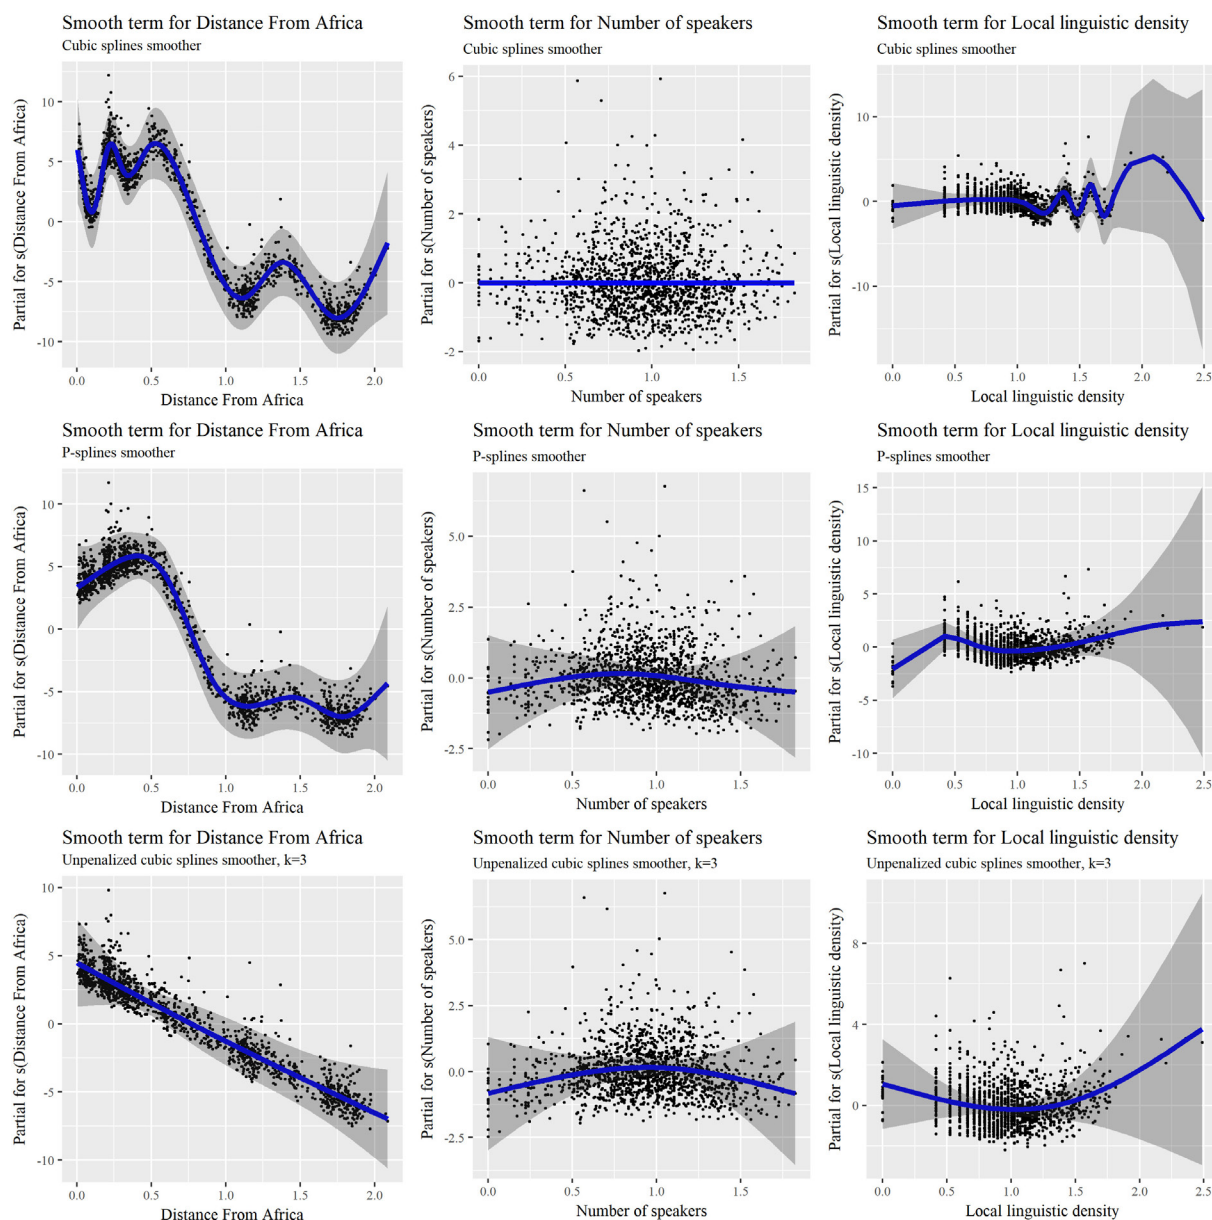 Smooth term for Distance From Africa
Cubic splines smoother
Partial for s(Distance From Africa)
10
5
0
-5
-10
0.0 0.5 1.0 1.5 2.0
Distance From Africa
Smooth term for Number of speakers
Cubic splines smoother
Partial for s(Number of speakers)
6
4
2
0
-2
0.0 0.5 1.0 1.5
Number of speakers
Smooth term for Local linguistic density
Cubic splines smoother
Partial for s(Local linguistic density)
10
0
-10
0.0 0.5 1.0 1.5 2.0 2.5
Local linguistic density
Smooth term for Distance From Africa
P-splines smoother
Partial for s(Distance From Africa)
10
5
0
-5
-10
0.0 0.5 1.0 1.5 2.0
Distance From Africa
Smooth term for Number of speakers
P-splines smoother
Partial for s(Number of speakers)
5.0
2.5
0.0
-2.5
0.0 0.5 1.0 1.5
Number of speakers
Smooth term for Local linguistic density
P-splines smoother
Partial for s(Local linguistic density)
15
10
5
0
-5
-10
0.0 0.5 1.0 1.5 2.0 2.5
Local linguistic density
Smooth term for Distance From Africa
Unpenalized cubic splines smoother, k=3
Partial for s(Distance From Africa)
10
5
0
-5
-10
0.0 0.5 1.0 1.5 2.0
Distance From Africa
Smooth term for Number of speakers
Unpenalized cubic splines smoother, k=3
Partial for s(Number of speakers)
5.0
2.5
0.0
-2.5
0.0 0.5 1.0 1.5
Number of speakers
Smooth term for Local linguistic density
Unpenalized cubic splines smoother, k=3
Partial for s(Local linguistic density)
8
4
0
0.0 0.5 1.0 1.5 2.0 2.5
Local linguistic density